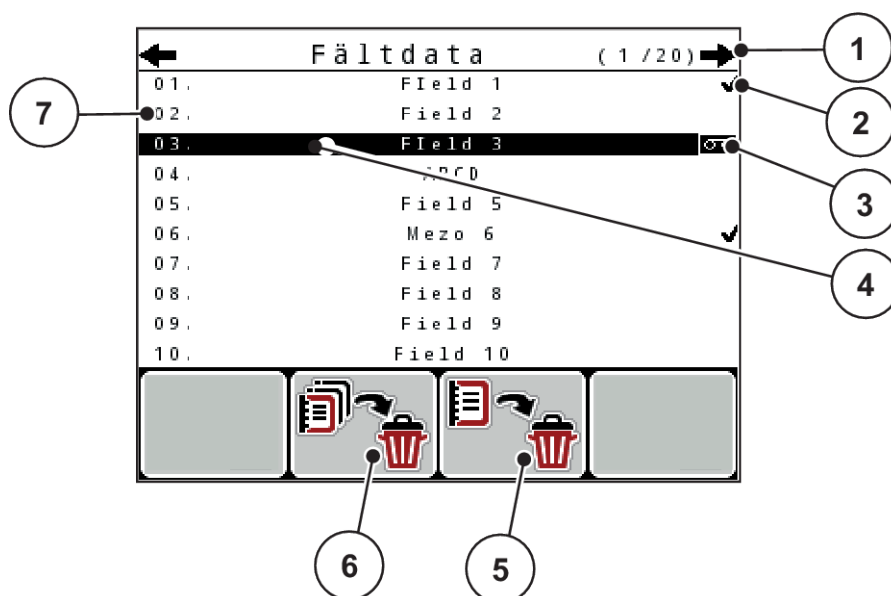 Fältdata (1/20)
01. FIeld 1
02. Field 2
03. FIeld 3
04. ABCD
05. Field 5
06. Mezo 6
07. Field 7
08. Field 8
09. Field 9
10. Field 10
1
2
3
4
5
6
7